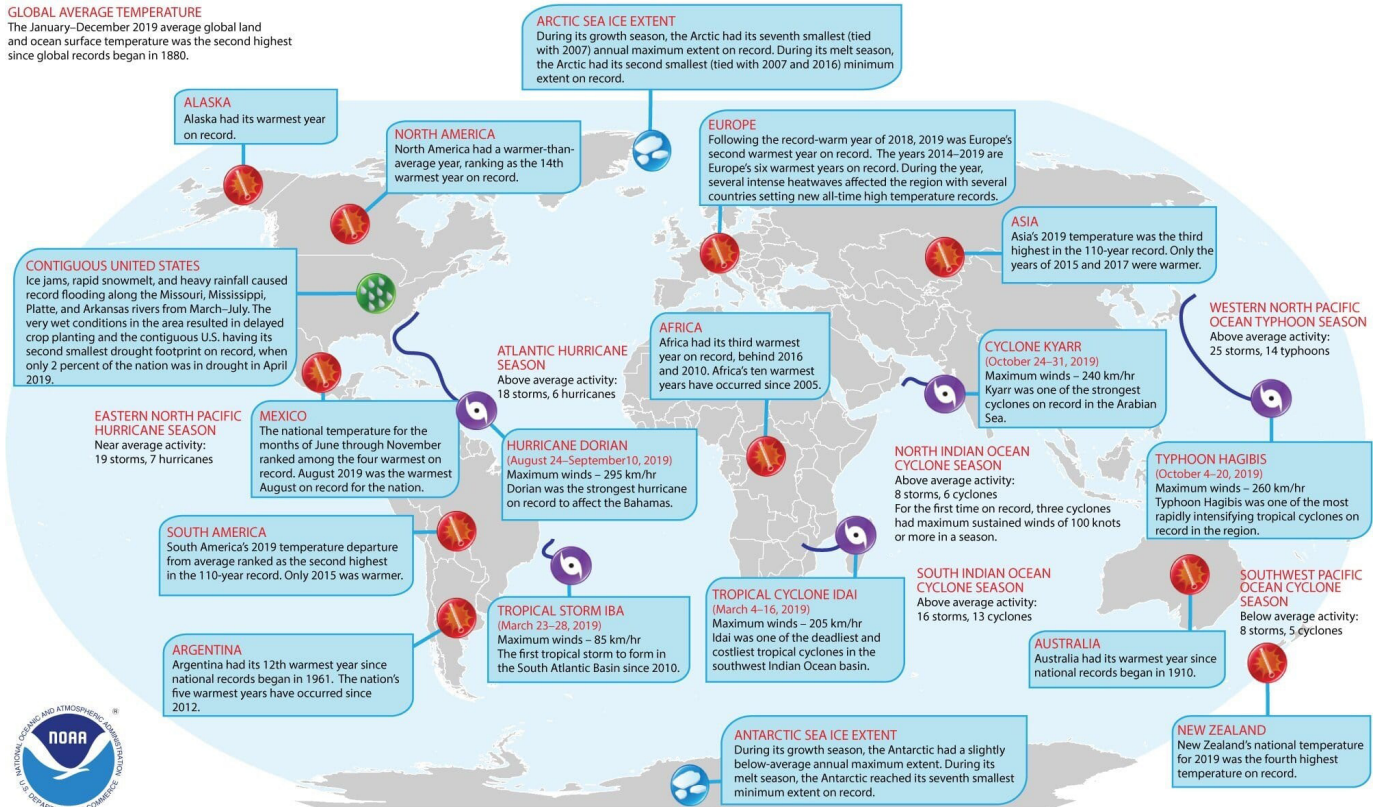 GLOBAL AVERAGE TEMPERATURE
The January–December 2019 average global land
and ocean surface temperature was the second highest
since global records began in 1880.
ARCTIC SEA ICE EXTENT
During its growth season, the Arctic had its seventh smallest (tied
with 2007) annual maximum extent on record. During its melt season,
the Arctic had its second smallest (tied with 2007 and 2016) minimum
extent on record.
ALASKA
Alaska had its warmest year
on record.
NORTH AMERICA
North America had a warmer-than-
average year, ranking as the 14th
warmest year on record.
EUROPE
Following the record-warm year of 2018, 2019 was Europe's
second warmest year on record. The years 2014–2019 are
Europe's six warmest years on record. During the year,
several intense heatwaves affected the region with several
countries setting new all-time high temperature records.
ASIA
Asia's 2019 temperature was the third
highest in the 110-year record. Only the
years of 2015 and 2017 were warmer.
CONTIGUOUS UNITED STATES
Ice jams, rapid snowmelt, and heavy rainfall caused
record flooding along the Missouri, Mississippi,
Platte, and Arkansas rivers from March–July. The
very wet conditions in the area resulted in delayed
crop planting and the contiguous U.S. having its
second smallest drought footprint on record, when
only 2 percent of the nation was in drought in April
2019.
ATLANTIC HURRICANE
SEASON
Above average activity:
18 storms, 6 hurricanes
AFRICA
Africa had its third warmest
year on record, behind 2016
and 2010. Africa's ten warmest
years have occurred since 2005.
CYCLONE KYARR
(October 24–31, 2019)
Maximum winds – 240 km/hr
Kyarr was one of the strongest
cyclones on record in the Arabian
Sea.
WESTERN NORTH PACIFIC
OCEAN TYPHOON SEASON
Above average activity:
25 storms, 14 typhoons
EASTERN NORTH PACIFIC
HURRICANE SEASON
Near average activity:
19 storms, 7 hurricanes
MEXICO
The national temperature for the
months of June through November
ranked among the four warmest on
record. August 2019 was the warmest
August on record for the nation.
HURRICANE DORIAN
(August 24–September10, 2019)
Maximum winds – 295 km/hr
Dorian was the strongest hurricane
on record to affect the Bahamas.
NORTH INDIAN OCEAN
CYCLONE SEASON
Above average activity:
8 storms, 6 cyclones
For the first time on record, three cyclones
had maximum sustained winds of 100 knots
or more in a season.
TYPHOON HAGIBIS
(October 4–20, 2019)
Maximum winds – 260 km/hr
Typhoon Hagibis was one of the most
rapidly intensifying tropical cyclones on
record in the region.
SOUTH AMERICA
South America's 2019 temperature departure
from average ranked as the second highest
in the 110-year record. Only 2015 was warmer.
TROPICAL STORM IBA
(March 23–28, 2019)
Maximum winds – 85 km/hr
The first tropical storm to form in
the South Atlantic Basin since 2010.
TROPICAL CYCLONE IDAI
(March 4–16, 2019)
Maximum winds – 205 km/hr
Idai was one of the deadliest and
costliest tropical cyclones in the
southwest Indian Ocean basin.
SOUTH INDIAN OCEAN
CYCLONE SEASON
Above average activity:
16 storms, 13 cyclones
SOUTHWEST PACIFIC
OCEAN CYCLONE
SEASON
Below average activity:
8 storms, 5 cyclones
ARGENTINA
Argentina had its 12th warmest year since
national records began in 1961. The nation's
five warmest years have occurred since
2012.
AUSTRALIA
Australia had its warmest year since
national records began in 1910.
NEW ZEALAND
New Zealand's national temperature
for 2019 was the fourth highest
temperature on record.
ANTARCTIC SEA ICE EXTENT
During its growth season, the Antarctic had a slightly
below-average annual maximum extent. During its
melt season, the Antarctic reached its seventh smallest
minimum extent on record.
NATIONAL OCEANIC AND ATMOSPHERIC ADMINISTRATION
®
NOAA